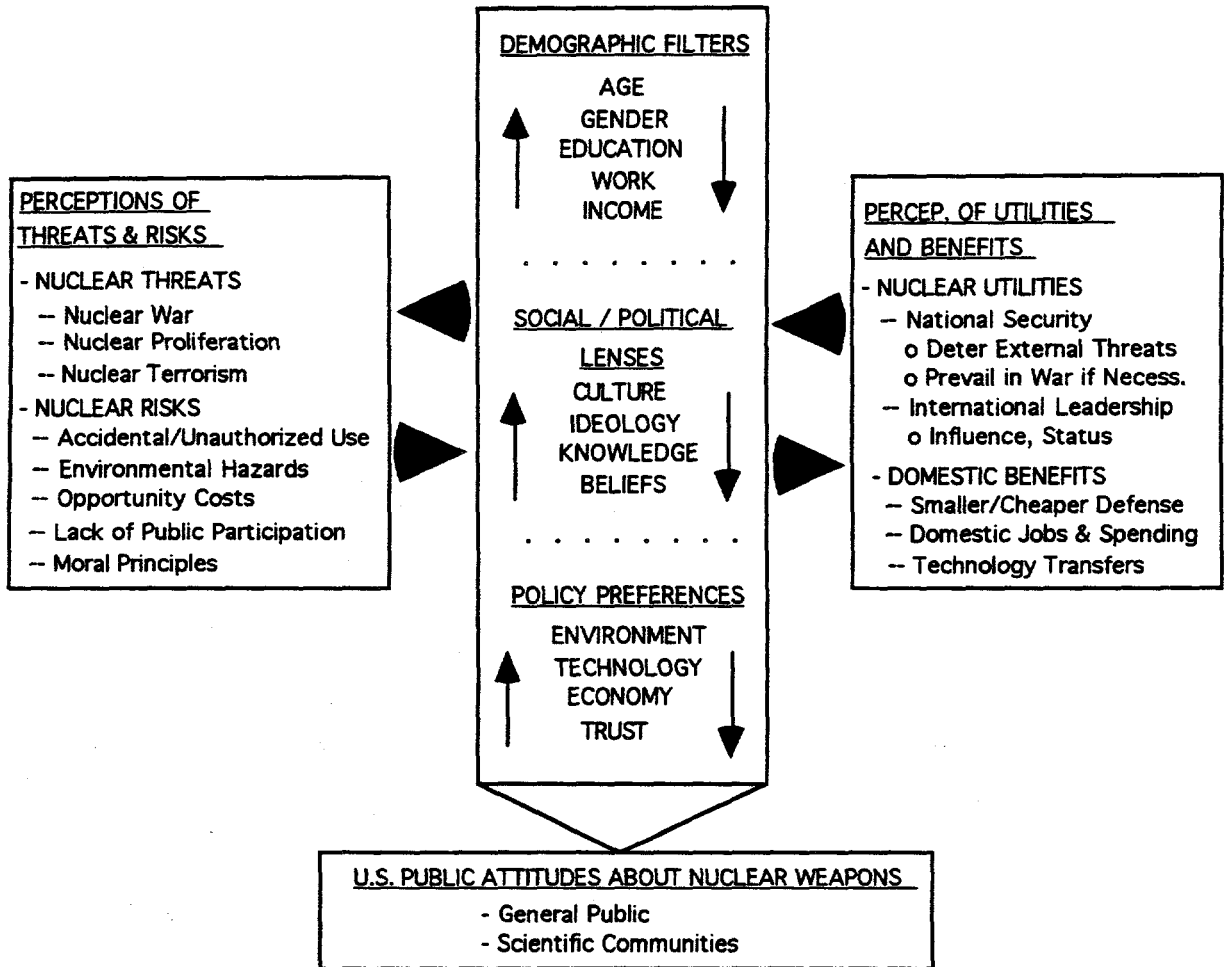 DEMOGRAPHIC FILTERS
AGE
GENDER
EDUCATION
WORK
INCOME
PERCEPTIONS OF
THREATS & RISKS
- NUCLEAR THREATS
-- Nuclear War
-- Nuclear Proliferation
-- Nuclear Terrorism
- NUCLEAR RISKS
-- Accidental/Unauthorized Use
-- Environmental Hazards
-- Opportunity Costs
-- Lack of Public Participation
-- Moral Principles
SOCIAL / POLITICAL
LENSES
CULTURE
IDEOLOGY
KNOWLEDGE
BELIEFS
POLICY PREFERENCES
ENVIRONMENT
TECHNOLOGY
ECONOMY
TRUST
PERCEP. OF UTILITIES
AND BENEFITS
- NUCLEAR UTILITIES
-- National Security
o Deter External Threats
o Prevail in War if Necess.
-- International Leadership
o Influence, Status
- DOMESTIC BENEFITS
-- Smaller/Cheaper Defense
-- Domestic Jobs & Spending
-- Technology Transfers
U.S. PUBLIC ATTITUDES ABOUT NUCLEAR WEAPONS
- General Public
- Scientific Communities